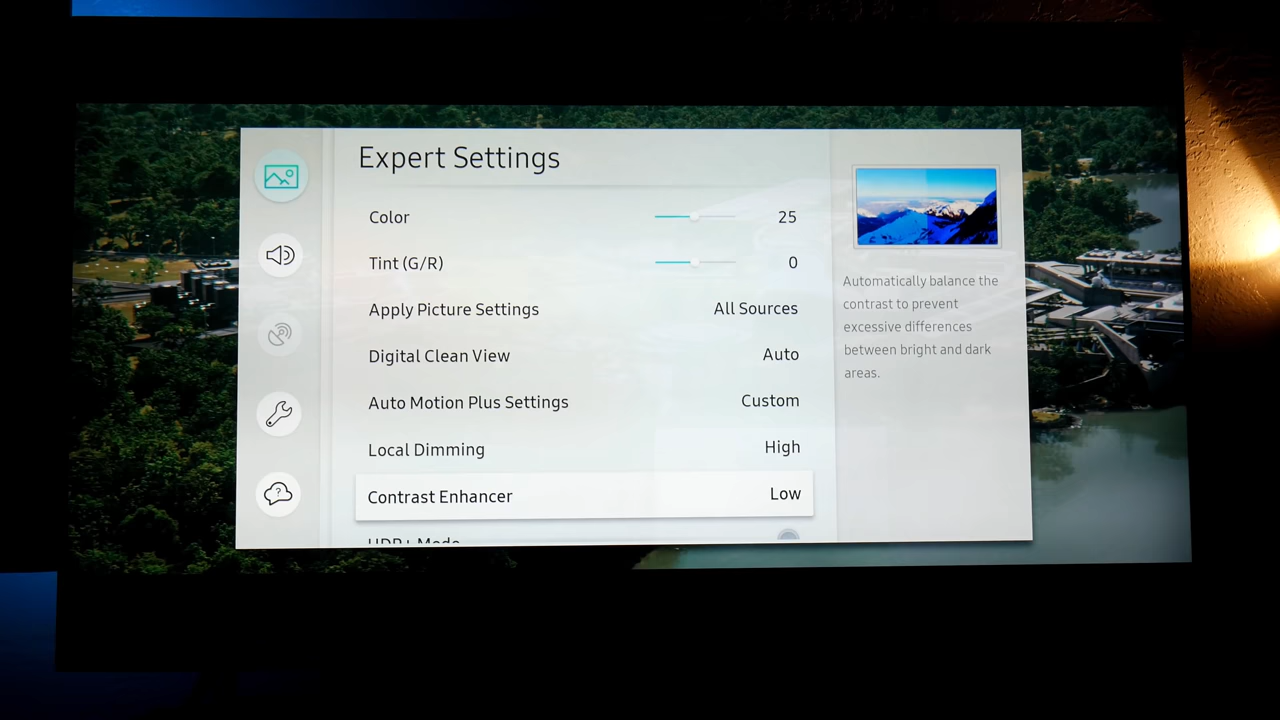 Expert Settings
Color 25
Tint (G/R) 0
Apply Picture Settings All Sources
Digital Clean View Auto
Auto Motion Plus Settings Custom
Local Dimming High
Contrast Enhancer Low
HDR+ Mode
Automatically balance the
contrast to prevent
excessive differences
between bright and dark
areas.
?